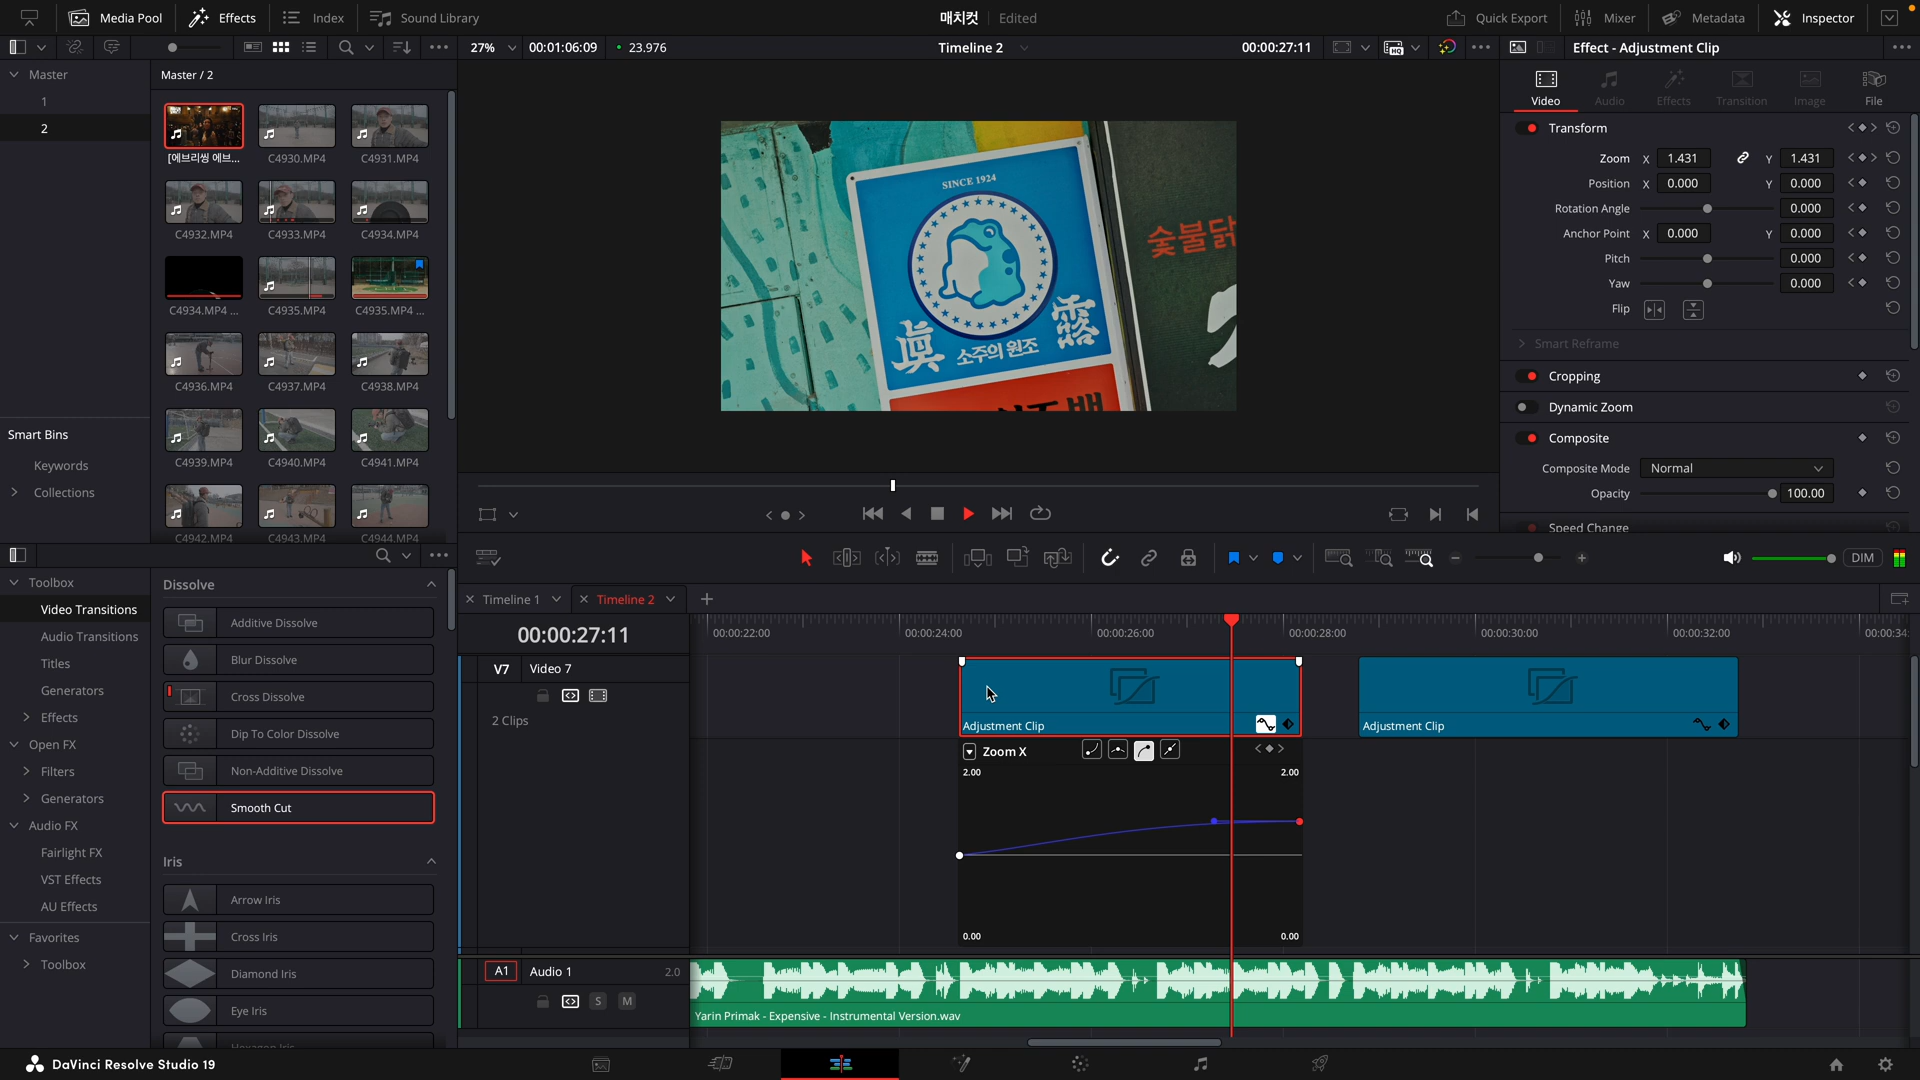 Media Pool
Effects
Index
Sound Library
매치컷
Edited
Quick Export
Mixer
Metadata
Inspector
27%
00:01:06:09
23.976
Timeline 2
00:00:27:11
Effect - Adjustment Clip
Master
1
2
Master / 2
[에브리씽 에브...
C4930.MP4
C4931.MP4
C4932.MP4
C4933.MP4
C4934.MP4
C4934.MP4 ...
C4935.MP4
C4935.MP4 ...
C4936.MP4
C4937.MP4
C4938.MP4
C4939.MP4
C4940.MP4
C4941.MP4
C4942.MP4
C4943.MP4
C4944.MP4
Smart Bins
Keywords
Collections
SINCE 1924
眞
露
소주의 원조
숯불닭
Video
Audio
Effects
Transition
Image
File
Transform
Zoom X 1.431 Y 1.431
Position X 0.000 Y 0.000
Rotation Angle 0.000
Anchor Point X 0.000 Y 0.000
Pitch 0.000
Yaw 0.000
Flip
Smart Reframe
Cropping
Dynamic Zoom
Composite
Composite Mode Normal
Opacity 100.00
Speed Change
DIM
Toolbox
Video Transitions
Audio Transitions
Titles
Generators
Effects
Open FX
Filters
Generators
Audio FX
Fairlight FX
VST Effects
AU Effects
Favorites
Toolbox
Dissolve
Additive Dissolve
Blur Dissolve
Cross Dissolve
Dip To Color Dissolve
Non-Additive Dissolve
Smooth Cut
Iris
Arrow Iris
Cross Iris
Diamond Iris
Eye Iris
Hexagon Iris
Timeline 1
Timeline 2
00:00:27:11
00:00:22:00
00:00:24:00
00:00:26:00
00:00:28:00
00:00:30:00
00:00:32:00
00:00:34:
V7 Video 7
2 Clips
Adjustment Clip
Adjustment Clip
Zoom X
2.00
2.00
0.00
0.00
A1 Audio 1 2.0
S
M
Yarin Primak - Expensive - Instrumental Version.wav
DaVinci Resolve Studio 19